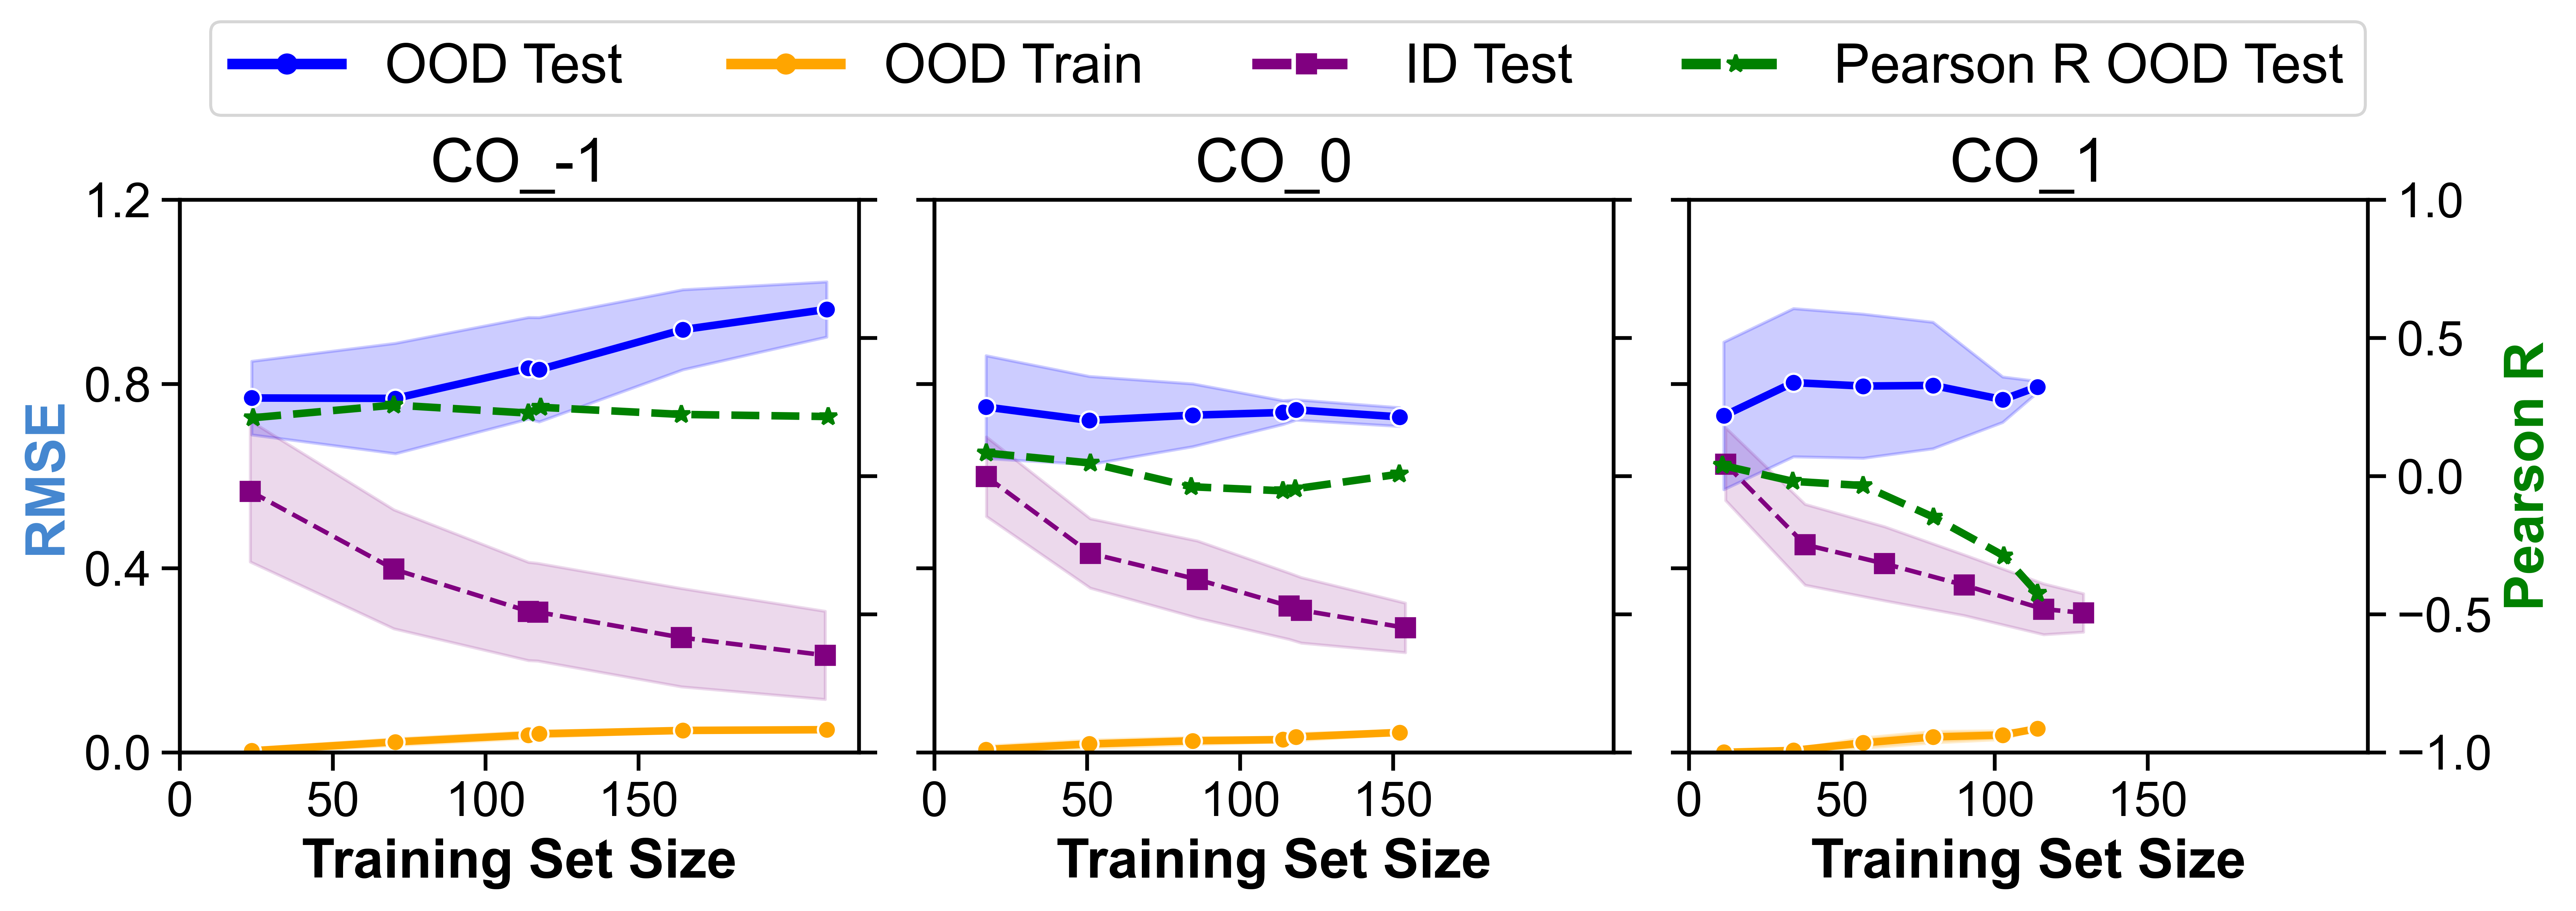 OOD Test OOD Train ID Test Pearson R OOD Test
CO_-1 CO_0 CO_1
1.2
0.8
0.4
0.0
RMSE
1.0
0.5
0.0
−0.5
−1.0
Pearson R
0 50 100 150 0 50 100 150 0 50 100 150
Training Set Size Training Set Size Training Set Size